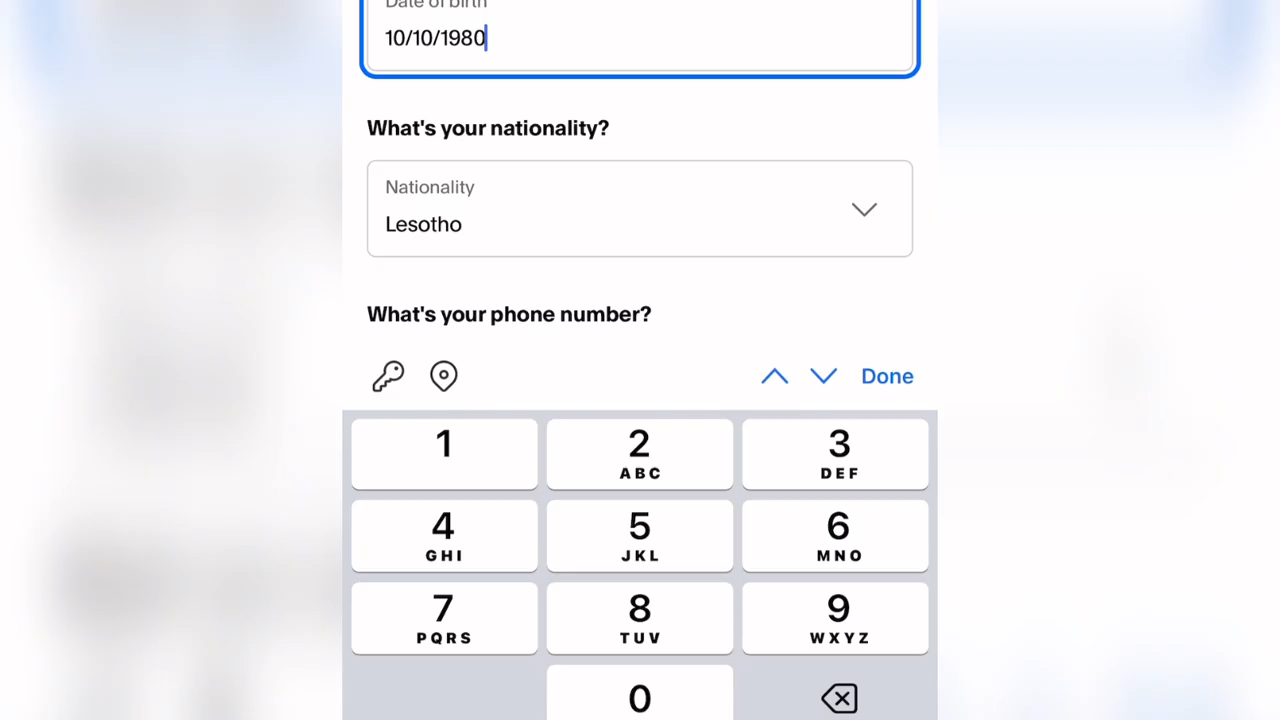 Date of birth
10/10/1980
What's your nationality?
Nationality
Lesotho
What's your phone number?
Done
1
2
ABC
3
DEF
4
GHI
5
JKL
6
MNO
7
PQRS
8
TUV
9
WXYZ
0